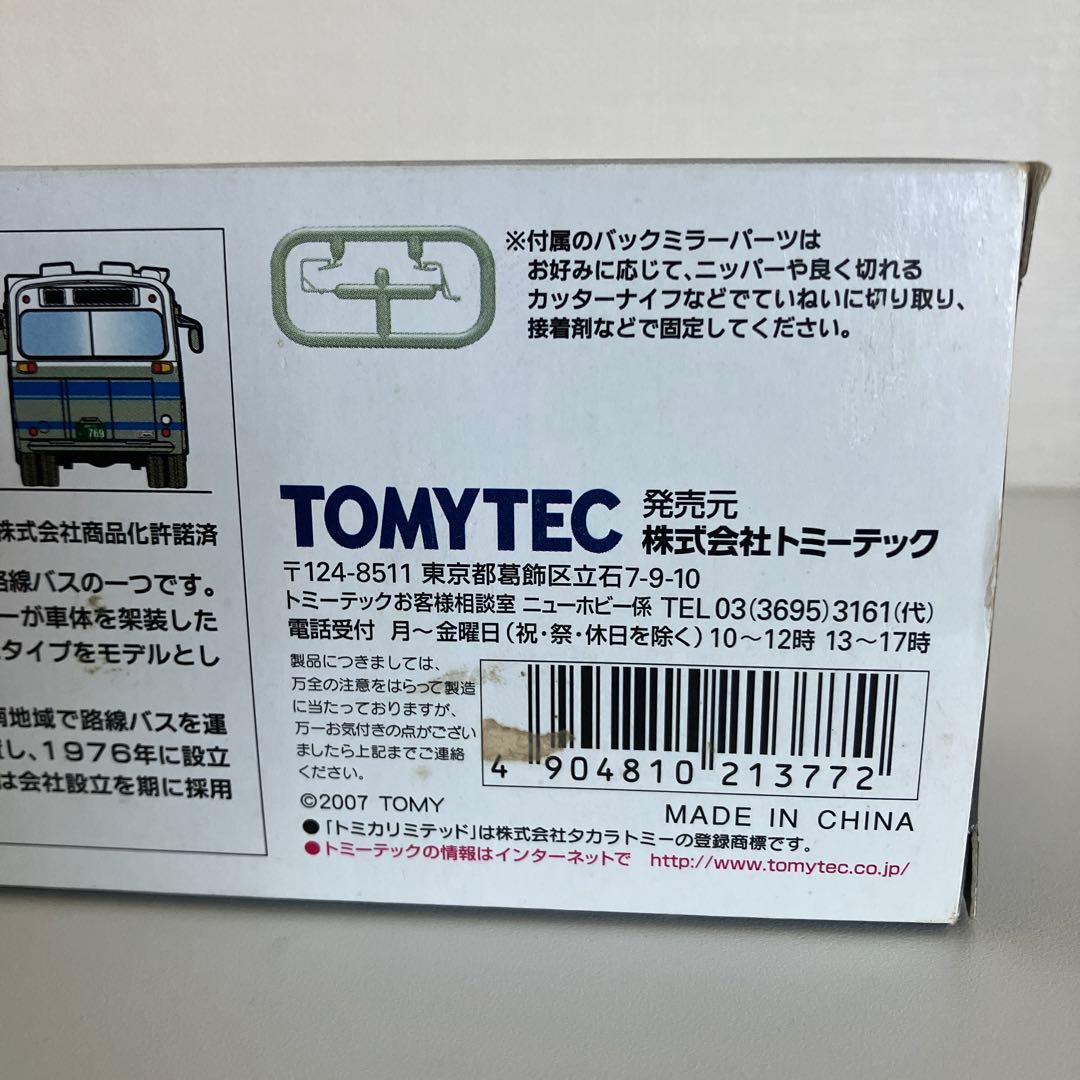 ※付属のバックミラーパーツは
お好みに応じて、ニッパーや良く切れる
カッターナイフなどでていねいに切り取り、
接着剤などで固定してください。
769
株式会社商品化許諾済
路線バスの一つです。
ーが車体を架装した
タイプをモデルとし
地域で路線バスを運
し、1976年に設立
は会社設立を期に採用
TOMYTEC 発売元
株式会社トミーテック
〒124-8511 東京都葛飾区立石7-9-10
トミーテックお客様相談室 ニューホビー係 TEL 03(3695)3161(代)
電話受付 月～金曜日(祝・祭・休日を除く) 10～12時 13～17時
製品につきましては、
万全の注意をはらって製造
に当たっておりますが、
万一お気付きの点がござい
ましたら上記までご連絡
ください。
4 904810 213772
©2007 TOMY
MADE IN CHINA
●「トミカリミテッド」は株式会社タカラトミーの登録商標です。
●トミーテックの情報はインターネットで http://www.tomytec.co.jp/